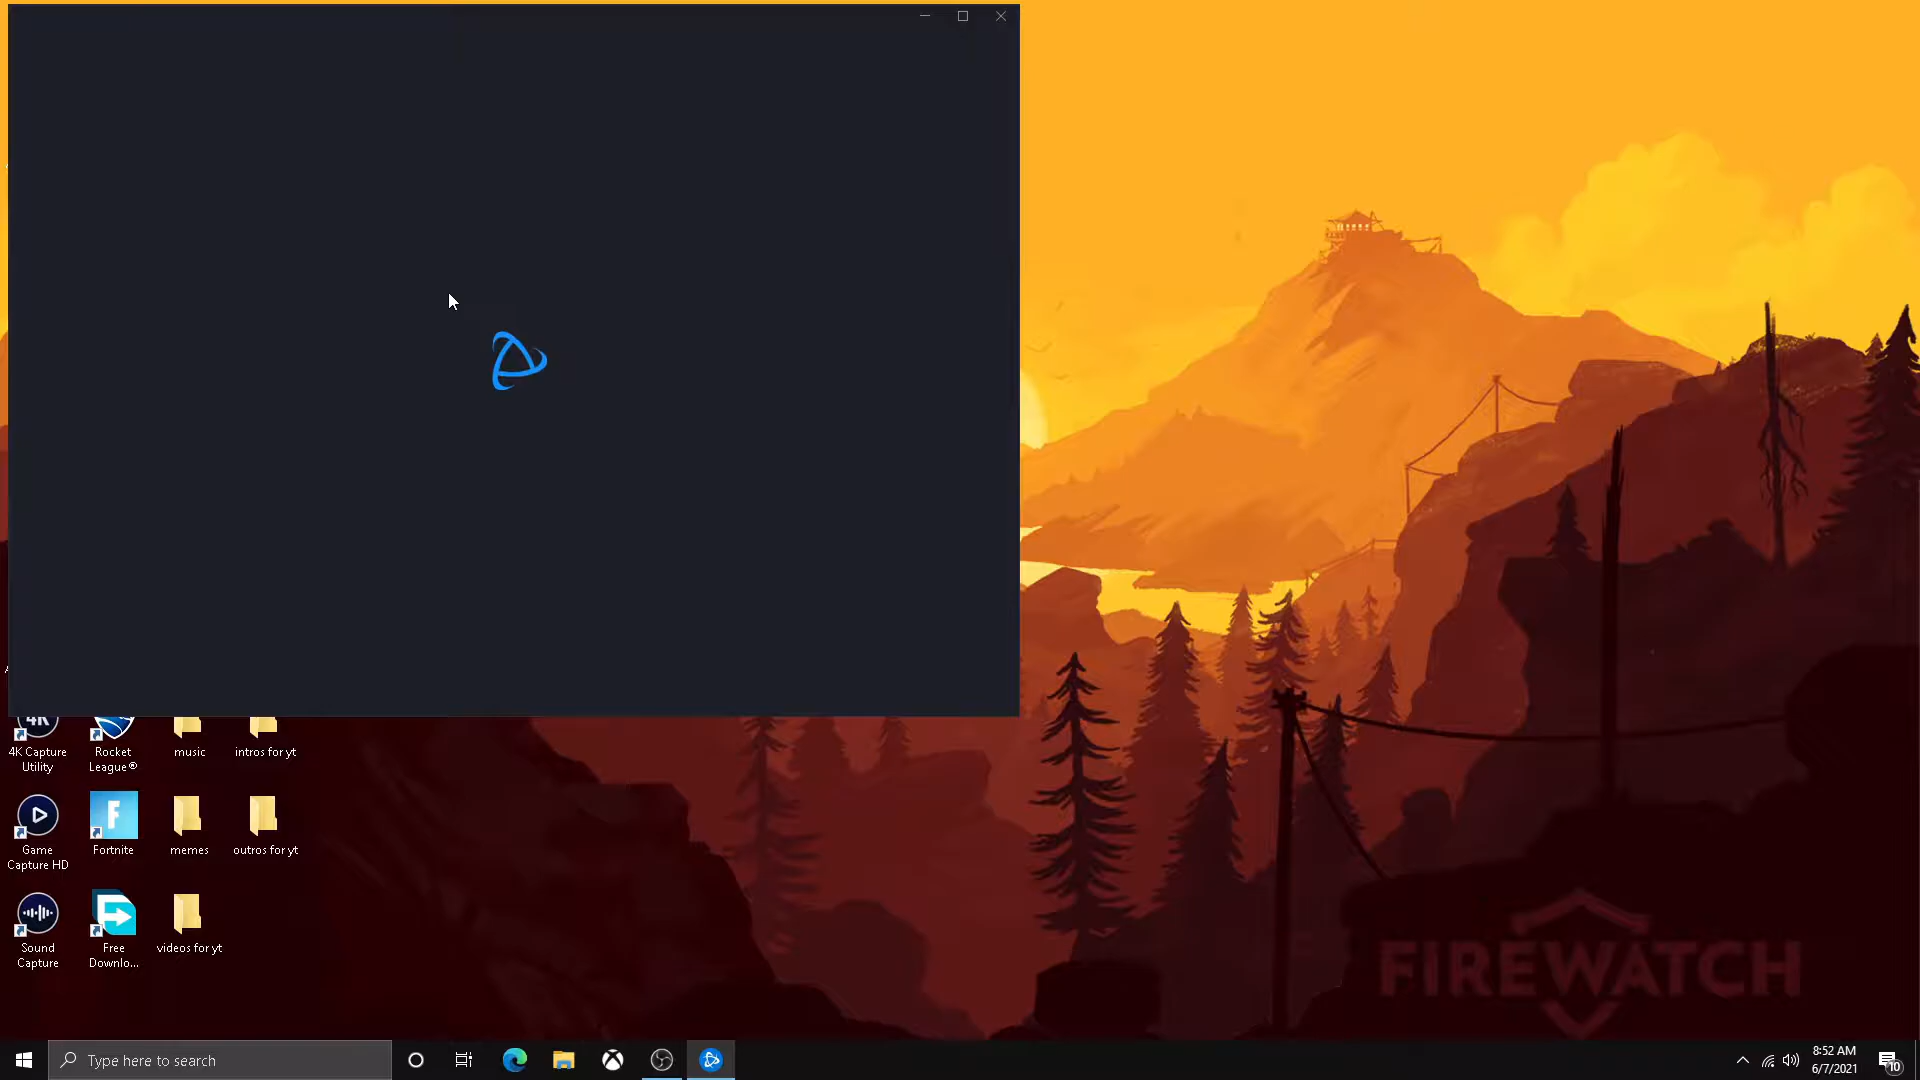 4K Capture
Utility
Rocket
League®
music
intros for yt
Game
Capture HD
Fortnite
memes
outros for yt
Sound
Capture
Free
Downlo...
videos for yt
FIREWATCH
Type here to search
8:52 AM
6/7/2021
10